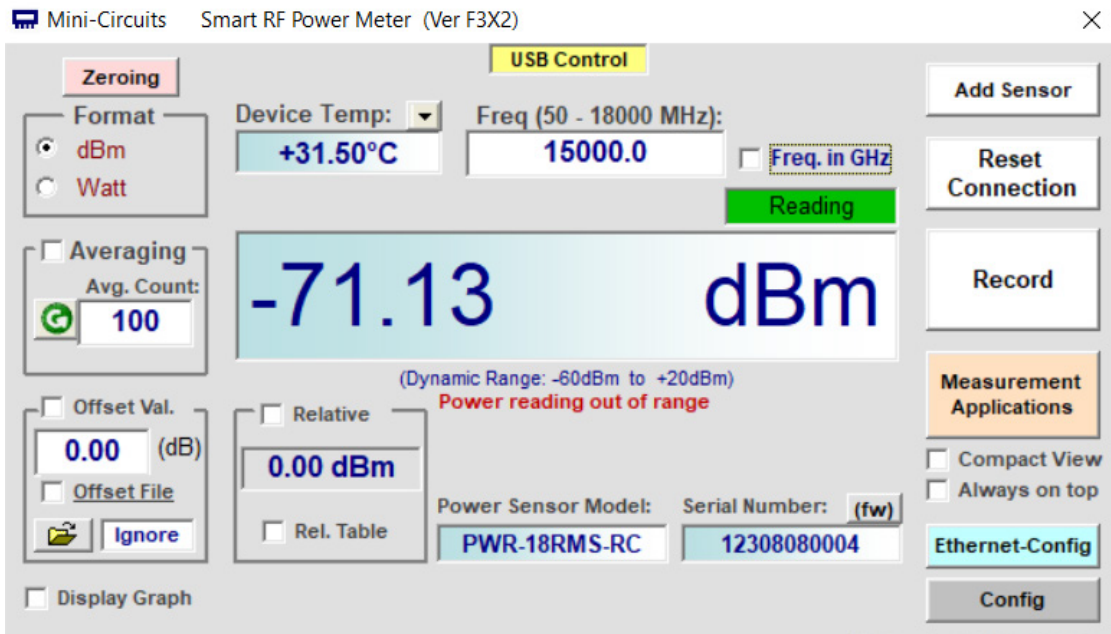 Mini-Circuits Smart RF Power Meter (Ver F3X2)
USB Control
Zeroing
Format
dBm
Watt
Device Temp:
+31.50°C
Freq (50 - 18000 MHz):
15000.0
Freq. in GHz
Reading
Averaging
Avg. Count:
100
-71.13 dBm
(Dynamic Range: -60dBm to +20dBm)
Power reading out of range
Offset Val.
0.00 (dB)
Offset File
Ignore
Relative
0.00 dBm
Rel. Table
Power Sensor Model:
PWR-18RMS-RC
Serial Number: (fw)
12308080004
Display Graph
Add Sensor
Reset
Connection
Record
Measurement
Applications
Compact View
Always on top
Ethernet-Config
Config